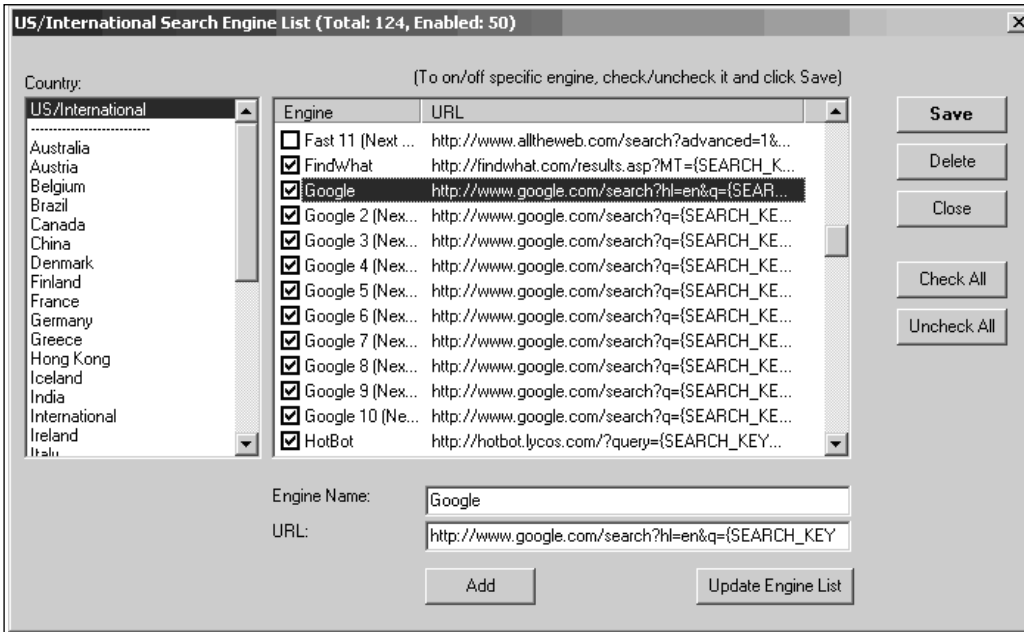 US/International Search Engine List (Total: 124, Enabled: 50)
(To on/off specific engine, check/uncheck it and click Save)
Country:
US/International
---------------------------
Australia
Austria
Belgium
Brazil
Canada
China
Denmark
Finland
France
Germany
Greece
Hong Kong
Iceland
India
International
Ireland
Italy
Engine URL
Fast 11 (Next ... http://www.alltheweb.com/search?advanced=1&...
FindWhat http://findwhat.com/results.asp?MT={SEARCH_K...
Google http://www.google.com/search?hl=en&q={SEAR...
Google 2 (Nex... http://www.google.com/search?q={SEARCH_KE...
Google 3 (Nex... http://www.google.com/search?q={SEARCH_KE...
Google 4 (Nex... http://www.google.com/search?q={SEARCH_KE...
Google 5 (Nex... http://www.google.com/search?q={SEARCH_KE...
Google 6 (Nex... http://www.google.com/search?q={SEARCH_KE...
Google 7 (Nex... http://www.google.com/search?q={SEARCH_KE...
Google 8 (Nex... http://www.google.com/search?q={SEARCH_KE...
Google 9 (Nex... http://www.google.com/search?q={SEARCH_KE...
Google 10 (Ne... http://www.google.com/search?q={SEARCH_KE...
HotBot http://hotbot.lycos.com/?query={SEARCH_KEY...
Save
Delete
Close
Check All
Uncheck All
Engine Name: Google
URL: http://www.google.com/search?hl=en&q={SEARCH_KEY
Add
Update Engine List